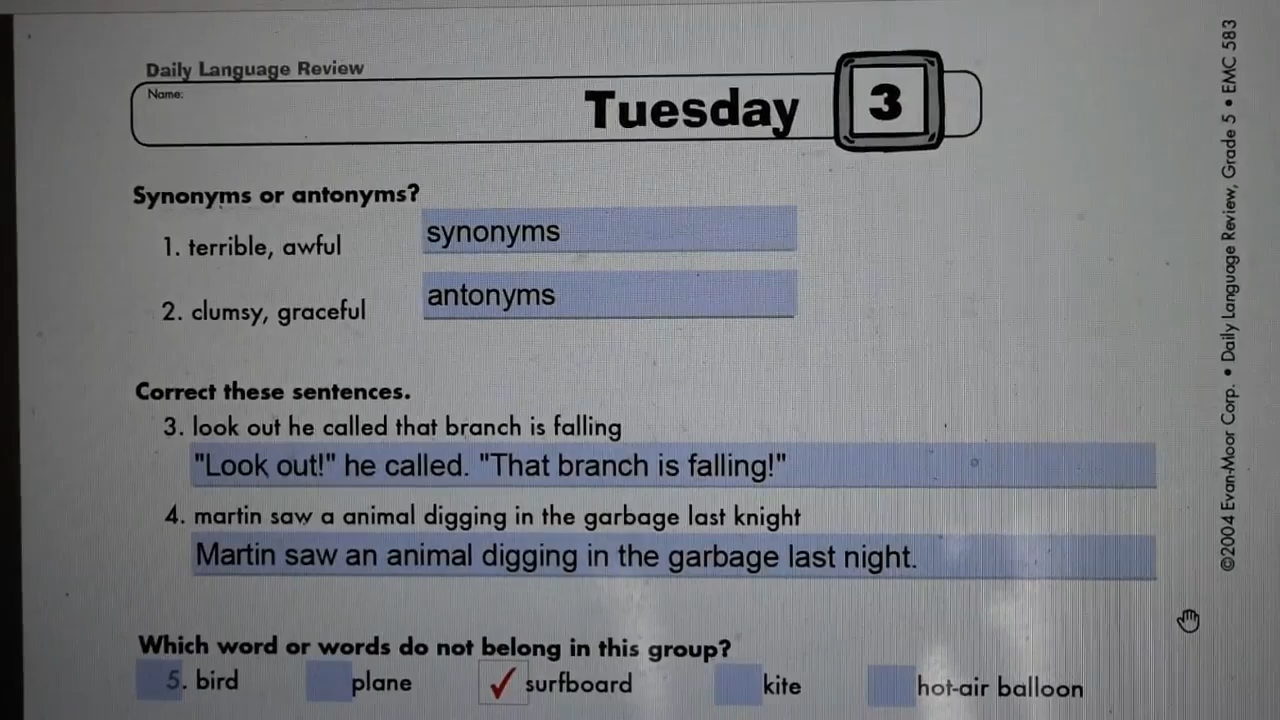 Daily Language Review
Name:
Tuesday 3
Synonyms or antonyms?
1. terrible, awful synonyms
2. clumsy, graceful antonyms
Correct these sentences.
3. look out he called that branch is falling
"Look out!" he called. "That branch is falling!"
4. martin saw a animal digging in the garbage last knight
Martin saw an animal digging in the garbage last night.
Which word or words do not belong in this group?
5. bird plane ✓ surfboard kite hot-air balloon
©2004 Evan-Moor Corp. • Daily Language Review, Grade 5 • EMC 583